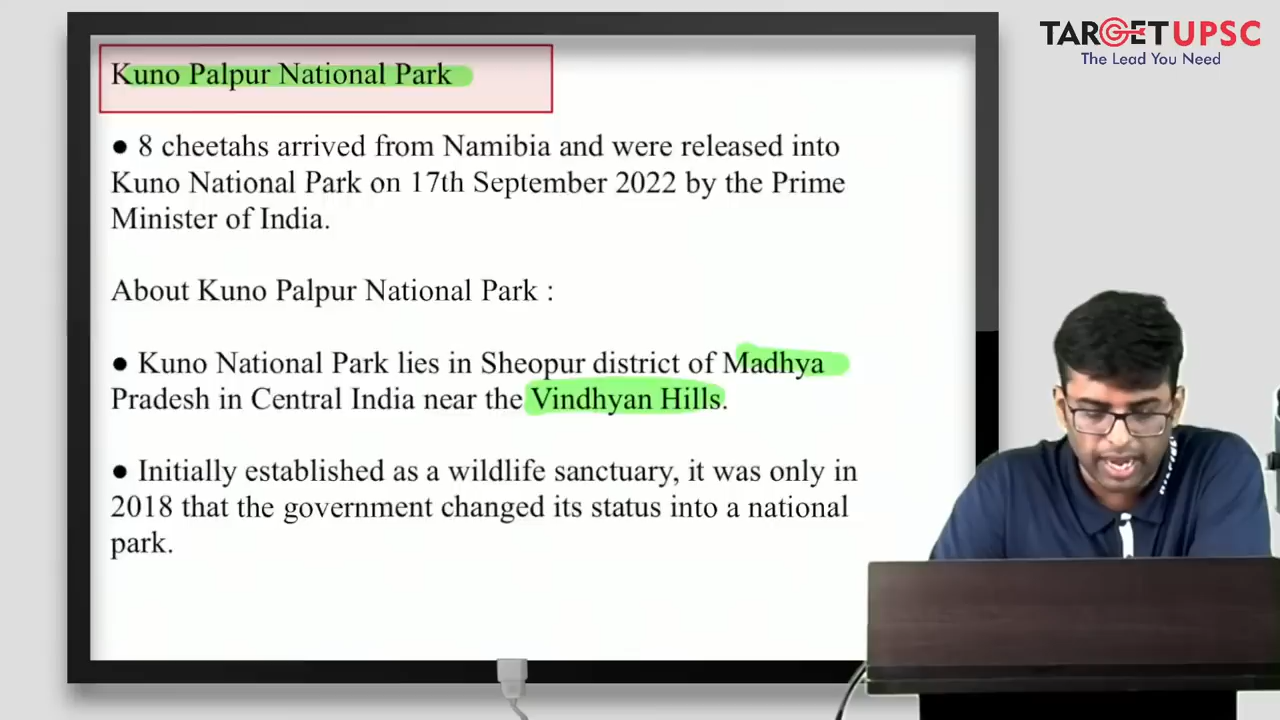 TARGET UPSC
The Lead You Need
Kuno Palpur National Park
● 8 cheetahs arrived from Namibia and were released into
Kuno National Park on 17th September 2022 by the Prime
Minister of India.
About Kuno Palpur National Park :
● Kuno National Park lies in Sheopur district of Madhya
Pradesh in Central India near the Vindhyan Hills.
● Initially established as a wildlife sanctuary, it was only in
2018 that the government changed its status into a national
park.